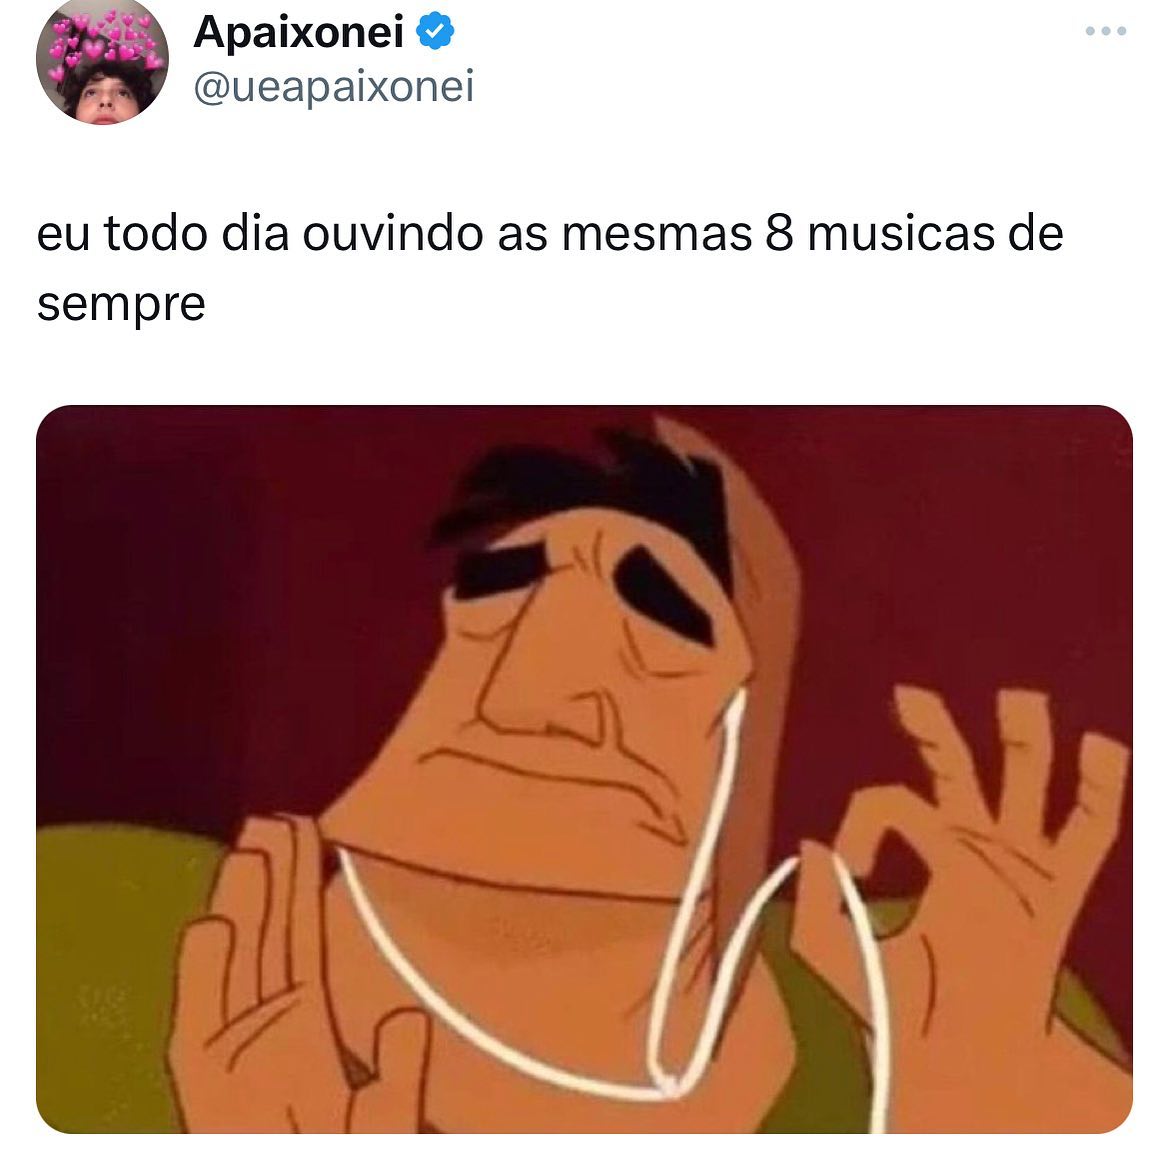 Apaixonei
@ueapaixonei
eu todo dia ouvindo as mesmas 8 musicas de
sempre